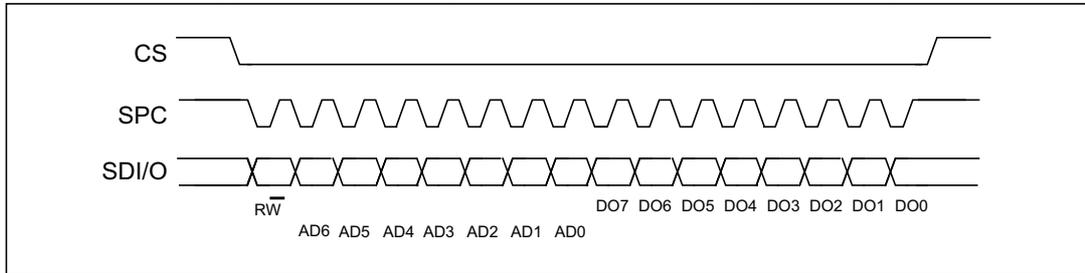 CS
SPC
SDI/O
RW
DO7 DO6 DO5 DO4 DO3 DO2 DO1 DO0
AD6 AD5 AD4 AD3 AD2 AD1 AD0